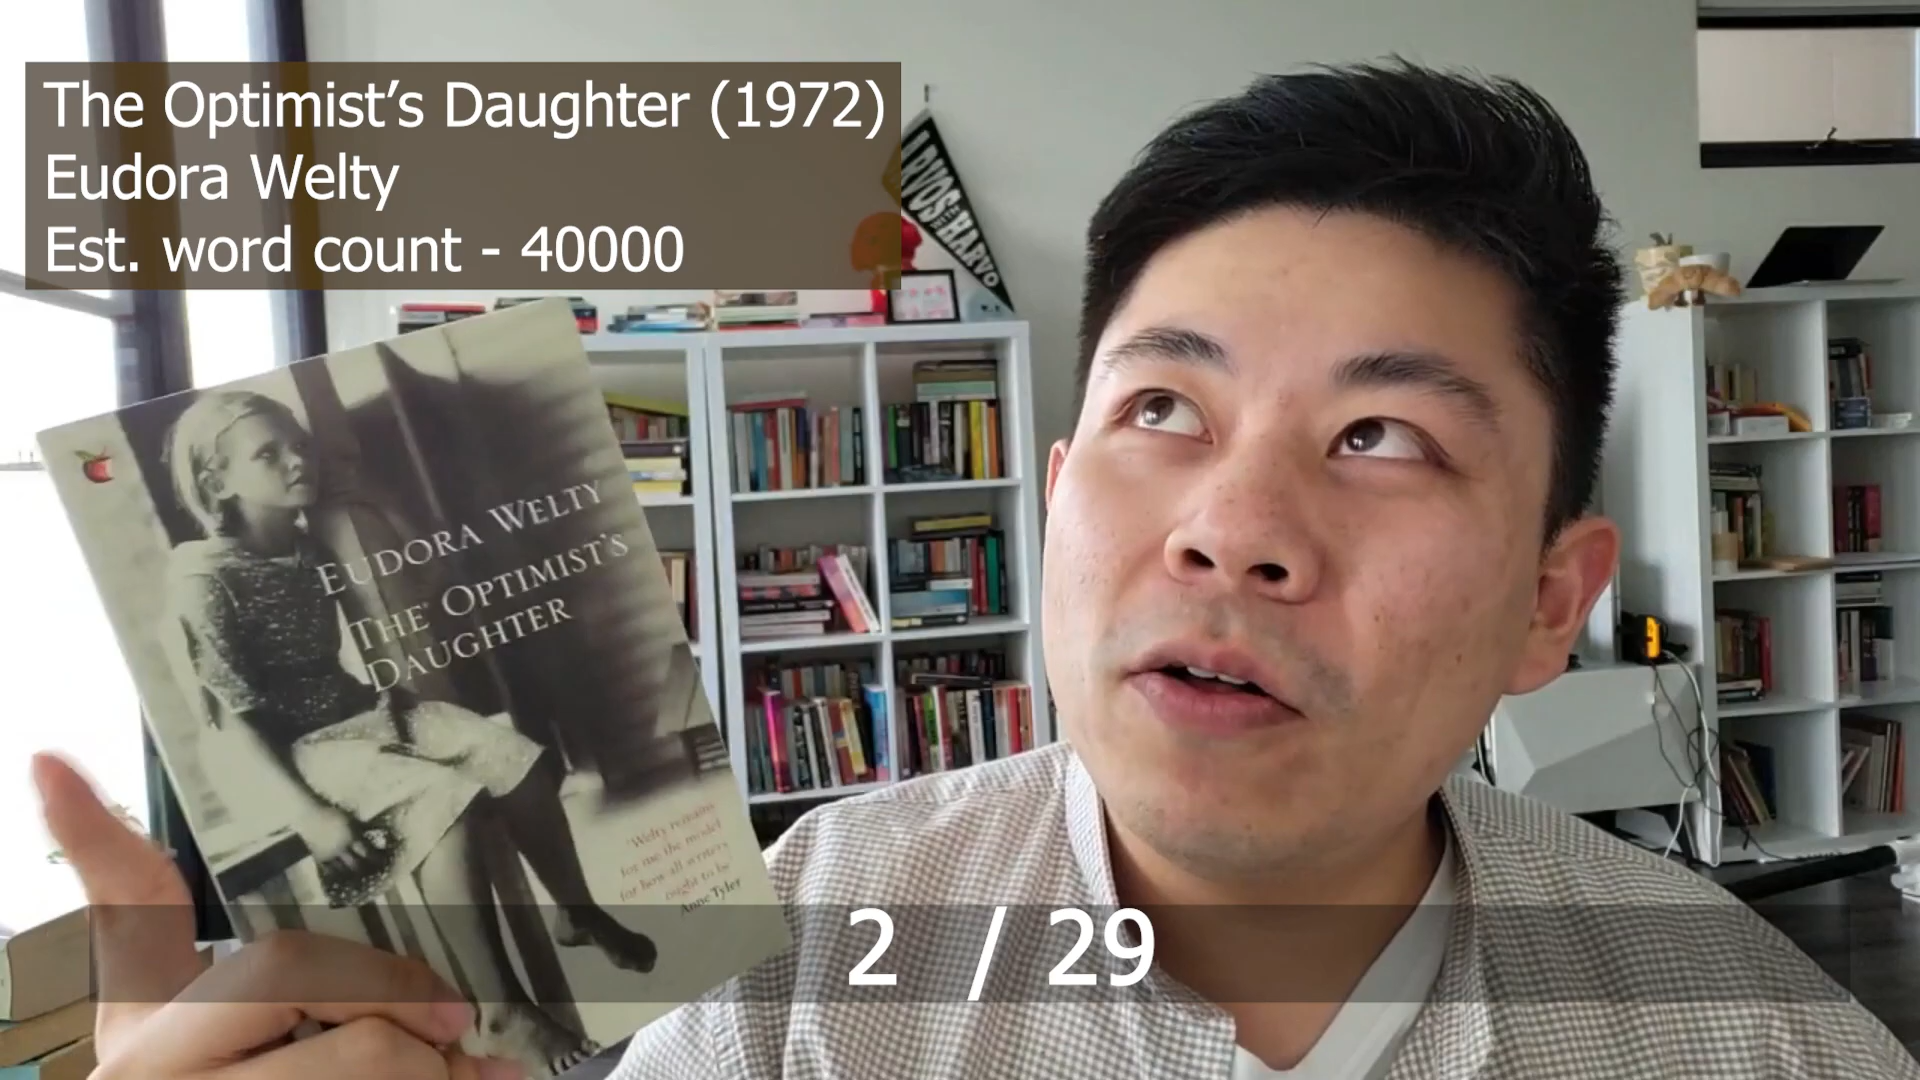 The Optimist’s Daughter (1972)
Eudora Welty
Est. word count - 40000
EUDORA WELTY
THE OPTIMIST'S
DAUGHTER
'Welty remains
for me the model
for how all writers
ought to be'
Anne Tyler
2 / 29